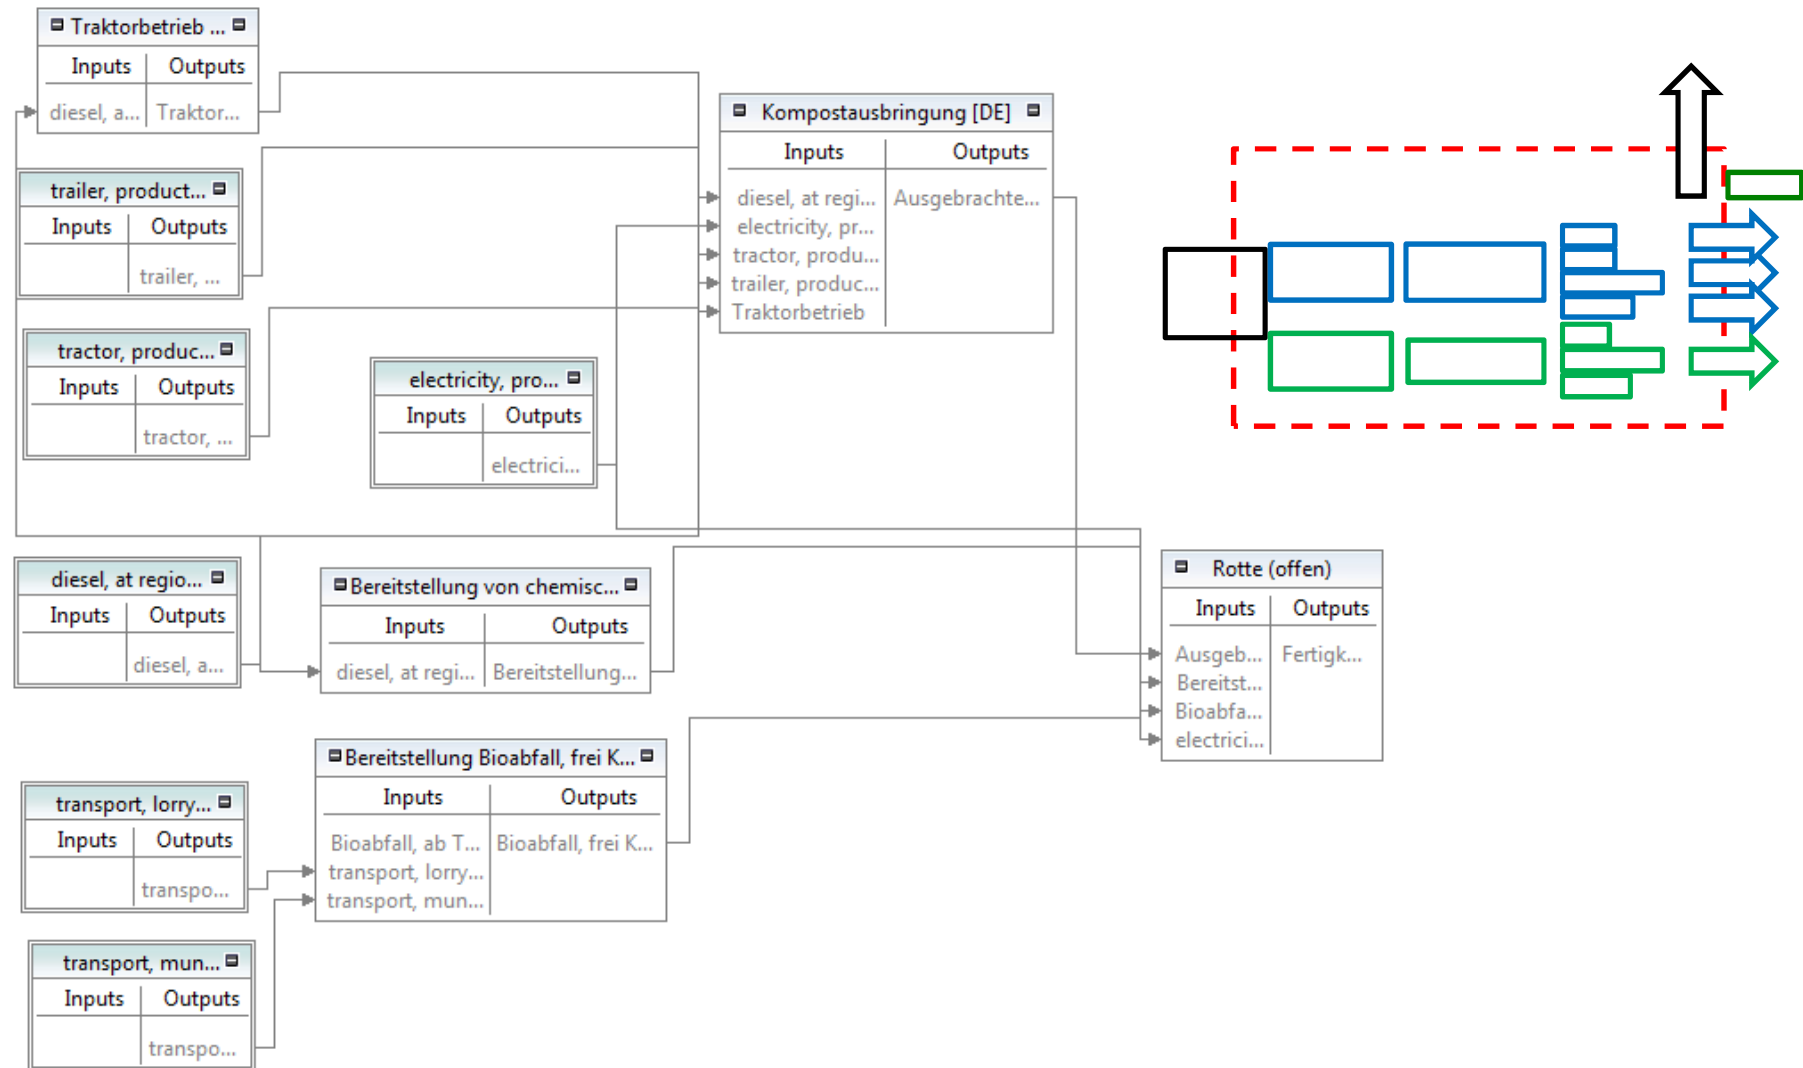 Traktorbetrieb ...
Inputs Outputs
diesel, a... Traktor...
trailer, product...
Inputs Outputs
trailer, ...
tractor, produc...
Inputs Outputs
tractor, ...
electricity, pro...
Inputs Outputs
electrici...
Kompostausbringung [DE]
Inputs Outputs
diesel, at regi... Ausgebrachte...
electricity, pr...
tractor, produ...
trailer, produc...
Traktorbetrieb
diesel, at regio...
Inputs Outputs
diesel, a...
Bereitstellung von chemisc...
Inputs Outputs
diesel, at regi... Bereitstellung...
Rotte (offen)
Inputs Outputs
Ausgeb... Fertigk...
Bereitst...
Bioabfa...
electrici...
Bereitstellung Bioabfall, frei K...
Inputs Outputs
Bioabfall, ab T... Bioabfall, frei K...
transport, lorry...
transport, mun...
transport, lorry...
Inputs Outputs
transpo...
transport, mun...
Inputs Outputs
transpo...